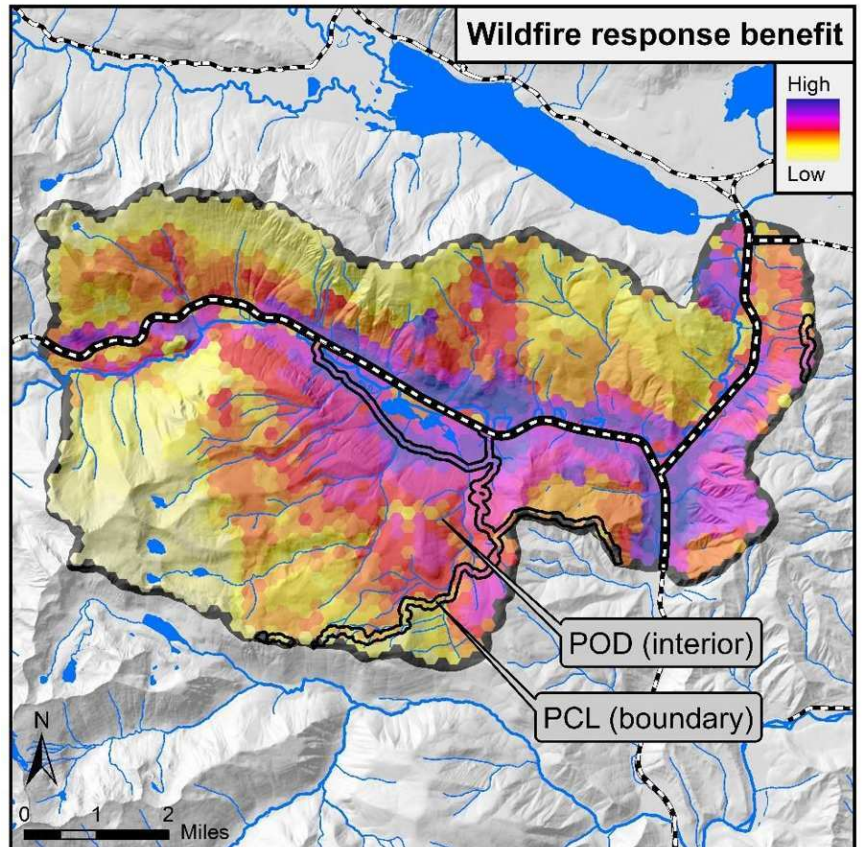 Wildfire response benefit
High
Low
POD (interior)
PCL (boundary)
N
0 1 2
Miles